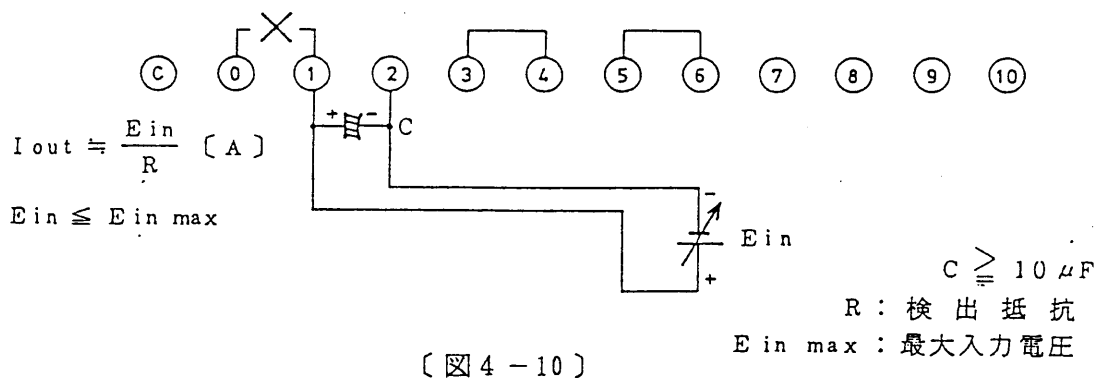 C 0 1 2 3 4 5 6 7 8 9 10
+ - C
I out ≒ Ein / R 〔A〕
Ein ≦ Ein max
-
Ein
+
C ≧ 10 μF
R : 検出抵抗
Ein max : 最大入力電圧
〔図4-10〕